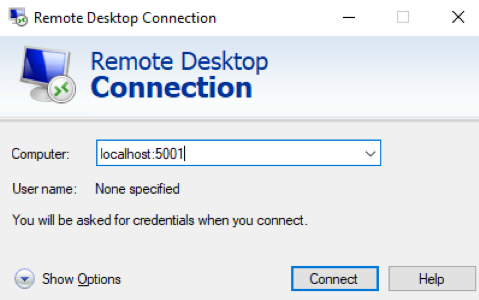 Remote Desktop Connection
Remote Desktop
Connection
Computer: localhost:5001
User name: None specified
You will be asked for credentials when you connect.
Show Options Connect Help